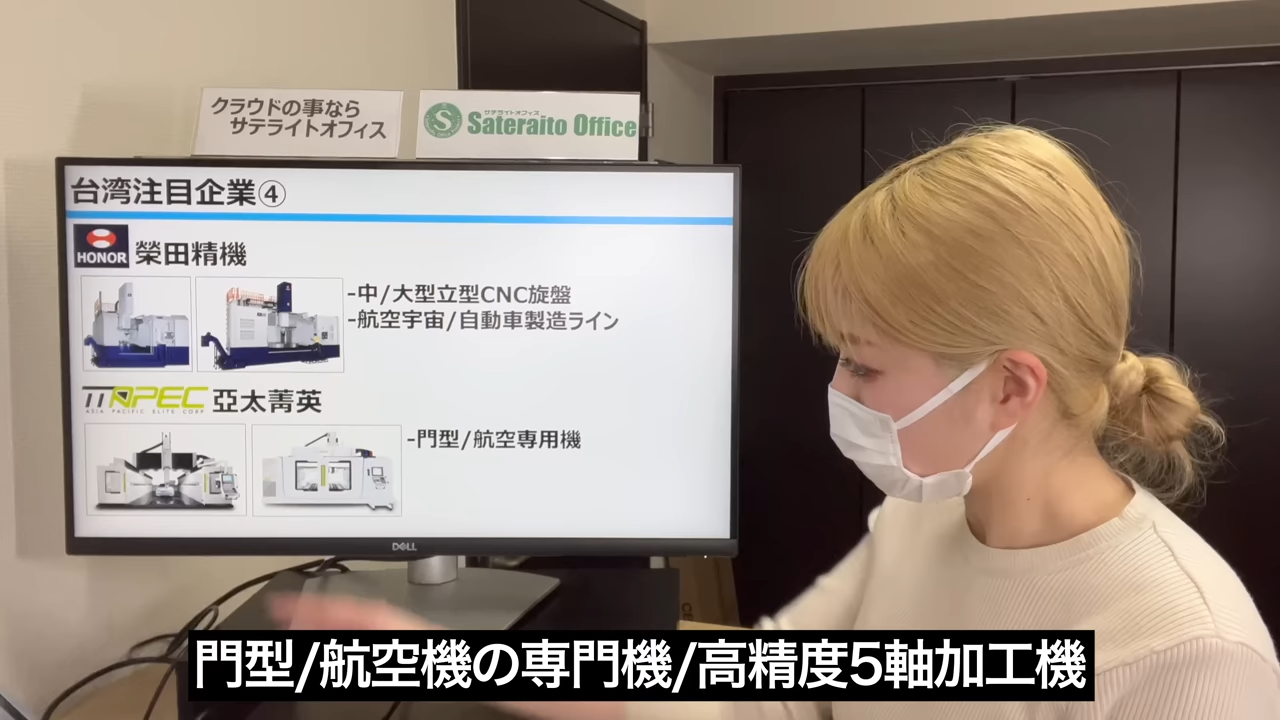 クラウドの事なら
サテライトオフィス
サテライトオフィス
Sateraito Office
台湾注目企業④
HONOR 榮田精機
-中/大型立型CNC旋盤
-航空宇宙/自動車製造ライン
APEC 亞太菁英
ASIA PACIFIC ELITE CORP
-門型/航空専用機
DELL
門型/航空機の専門機/高精度5軸加工機